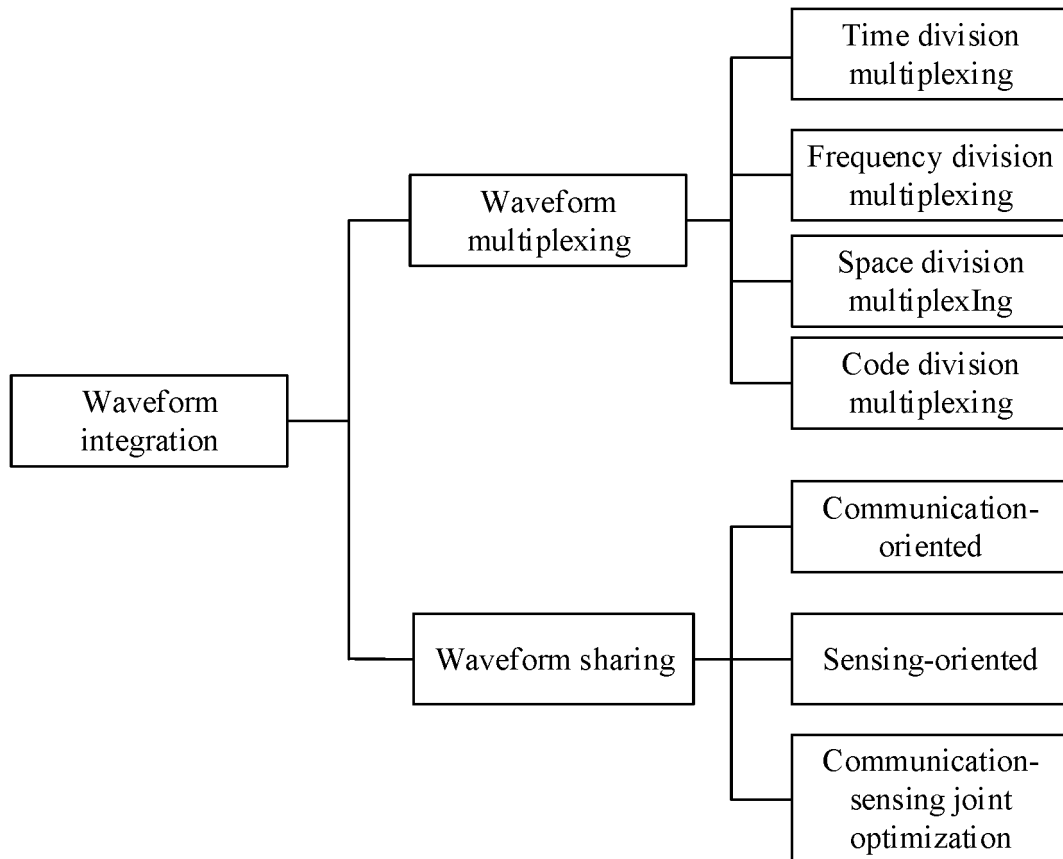 Time division
multiplexing
Frequency division
multiplexing
Waveform
multiplexing
Space division
multiplexIng
Code division
multiplexing
Waveform
integration
Communication-
oriented
Waveform sharing
Sensing-oriented
Communication-
sensing joint
optimization